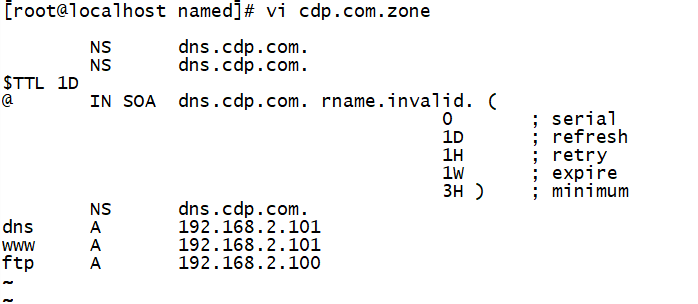 [root@localhost named]# vi cdp.com.zone
NS dns.cdp.com.
NS dns.cdp.com.
$TTL 1D
@ IN SOA dns.cdp.com. rname.invalid. (
0 ; serial
1D ; refresh
1H ; retry
1W ; expire
3H ) ; minimum
NS dns.cdp.com.
dns A 192.168.2.101
www A 192.168.2.101
ftp A 192.168.2.100
~
~